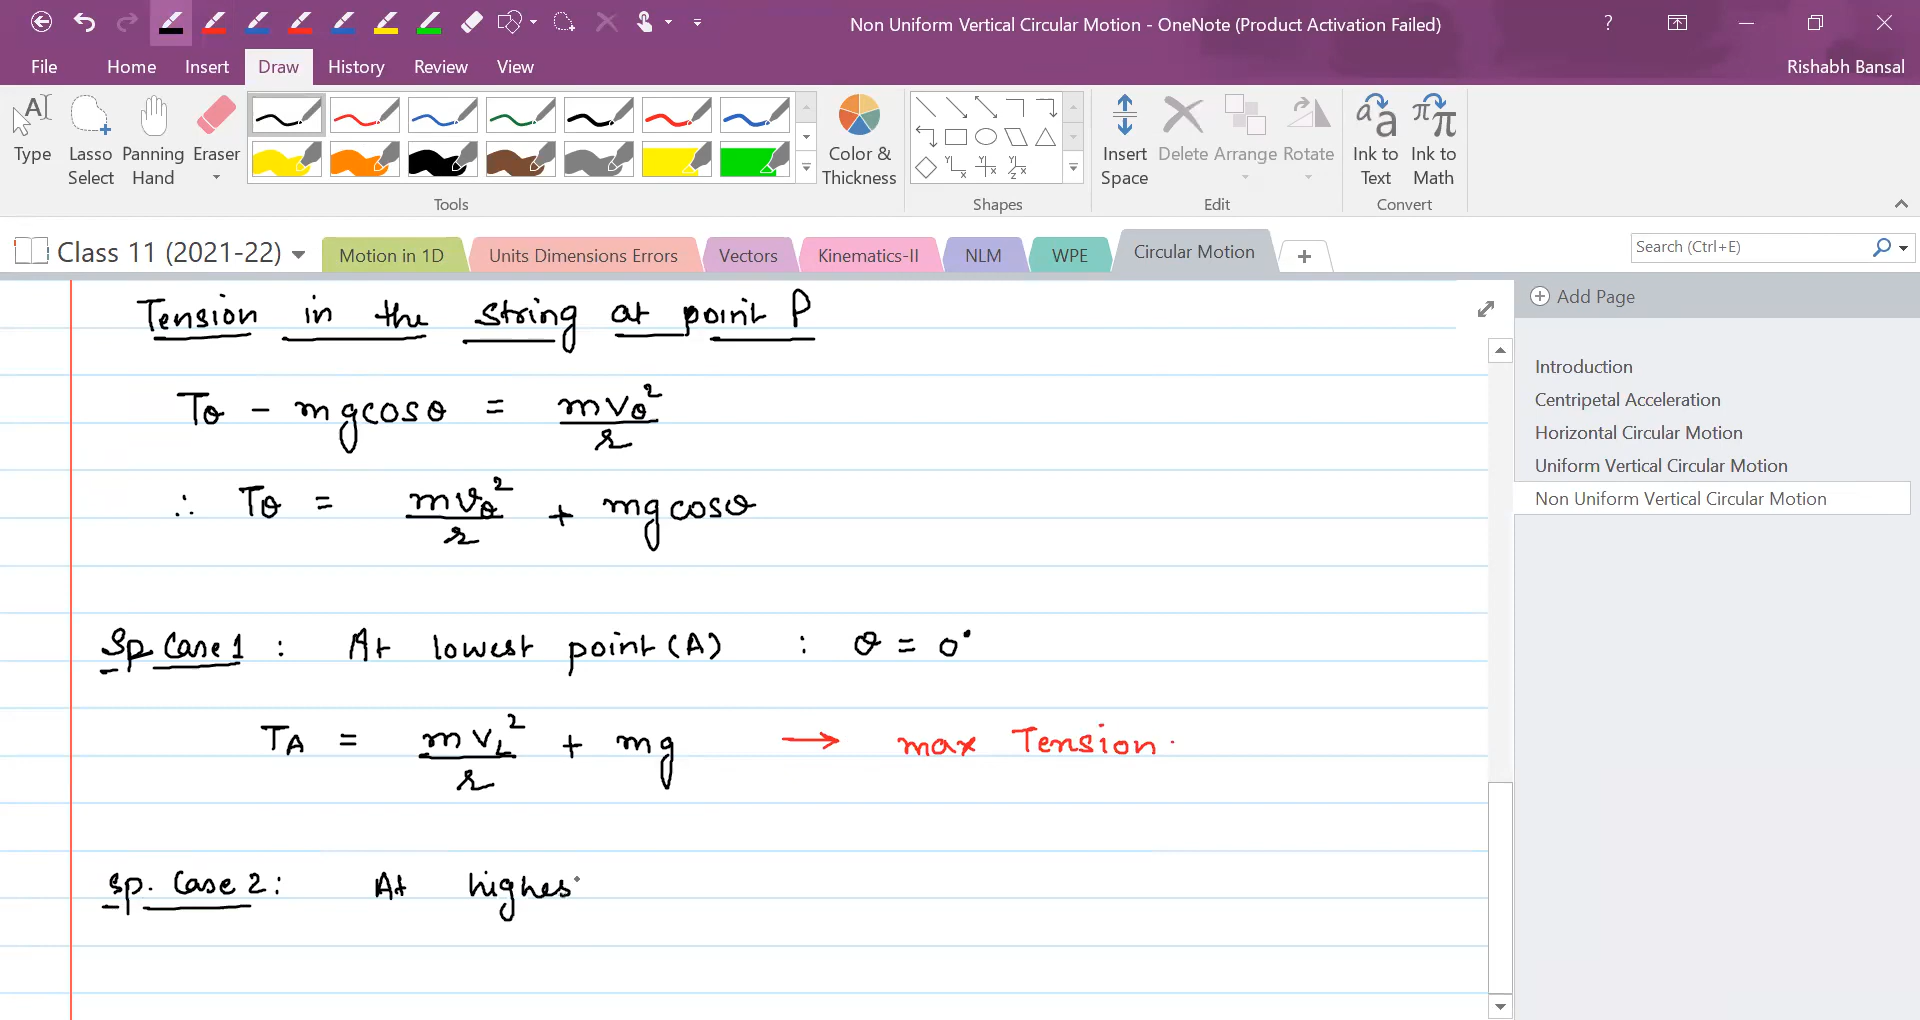 Non Uniform Vertical Circular Motion - OneNote (Product Activation Failed)
?
File Home Insert Draw History Review View
Rishabh Bansal
Type
Lasso Select
Panning Hand
Eraser
Color & Thickness
Insert Space
Delete
Arrange
Rotate
Ink to Text
Ink to Math
Tools
Shapes
Edit
Convert
Class 11 (2021-22)
Motion in 1D
Units Dimensions Errors
Vectors
Kinematics-II
NLM
WPE
Circular Motion
Search (Ctrl+E)
Add Page
Introduction
Centripetal Acceleration
Horizontal Circular Motion
Uniform Vertical Circular Motion
Non Uniform Vertical Circular Motion
Tension in the string at point P
Tθ - mgcosθ = mvθ²/r
∴ Tθ = mvθ²/r + mgcosθ
Sp. Case 1 : At lowest point (A) : θ = 0°
TA = mvL²/r + mg → max Tension.
Sp. Case 2 : At highes